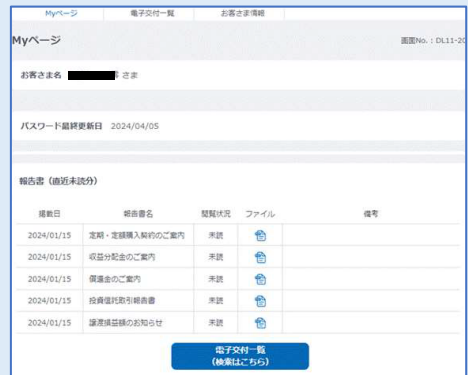 Myページ 電子交付一覧 お客さま情報
Myページ 画面No.：DL11-20
お客さま名 さま
パスワード最終更新日 2024/04/05
報告書（直近未読分）
掲載日 報告書名 閲覧状況 ファイル 備考
2024/01/15 定期・定額購入契約のご案内 未読
2024/01/15 収益分配金のご案内 未読
2024/01/15 償還金のご案内 未読
2024/01/15 投資信託取引報告書 未読
2024/01/15 譲渡損益額のお知らせ 未読
電子交付一覧
（検索はこちら）